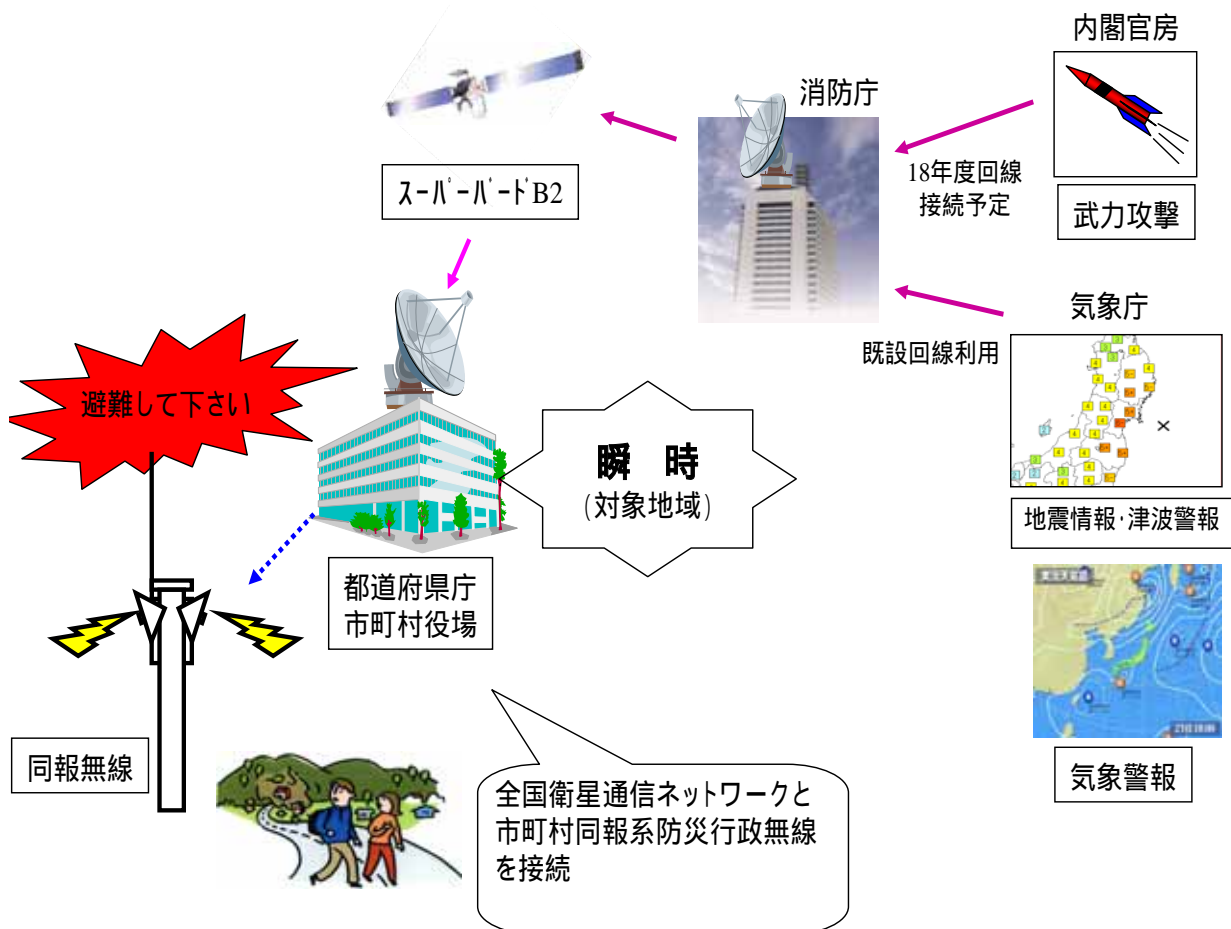 内閣官房
消防庁
18年度回線
接続予定
武力攻撃
スーパーバードB2
気象庁
既設回線利用
避難して下さい
瞬 時
(対象地域)
地震情報・津波警報
都道府県庁
市町村役場
同報無線
気象警報
全国衛星通信ネットワークと
市町村同報系防災行政無線
を接続